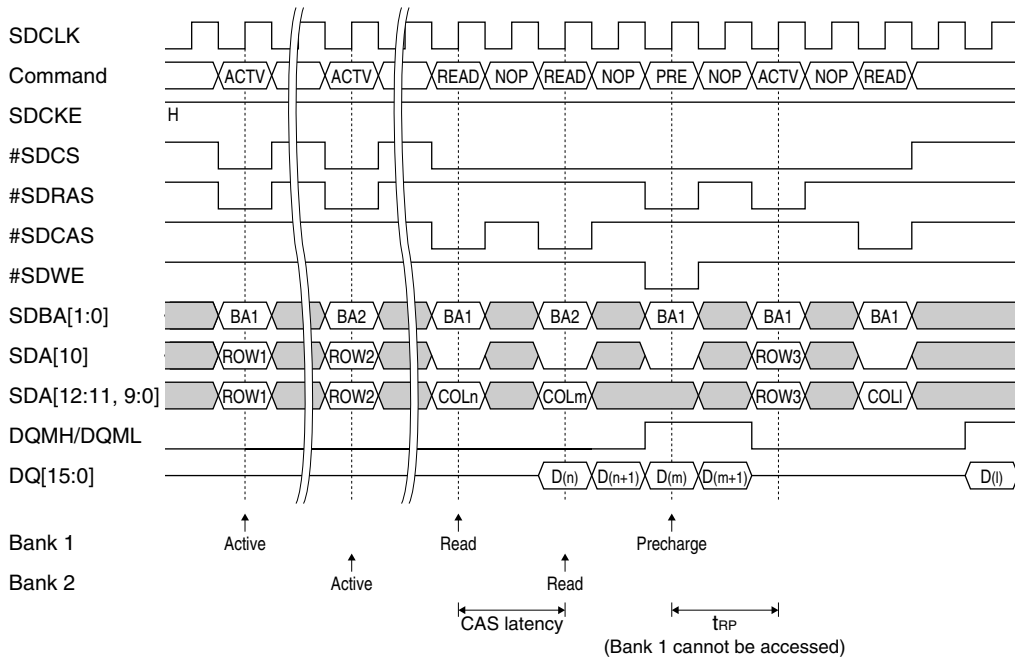 SDCLK
Command ACTV ACTV READ NOP READ NOP PRE NOP ACTV NOP READ
SDCKE H
#SDCS
#SDRAS
#SDCAS
#SDWE
SDBA[1:0] BA1 BA2 BA1 BA2 BA1 BA1 BA1
SDA[10] ROW1 ROW2 ROW3
SDA[12:11, 9:0] ROW1 ROW2 COLn COLm ROW3 COLl
DQMH/DQML
DQ[15:0] D(n) D(n+1) D(m) D(m+1) D(l)
Bank 1 Active Read Precharge
Bank 2 Active Read
CAS latency tRP
(Bank 1 cannot be accessed)